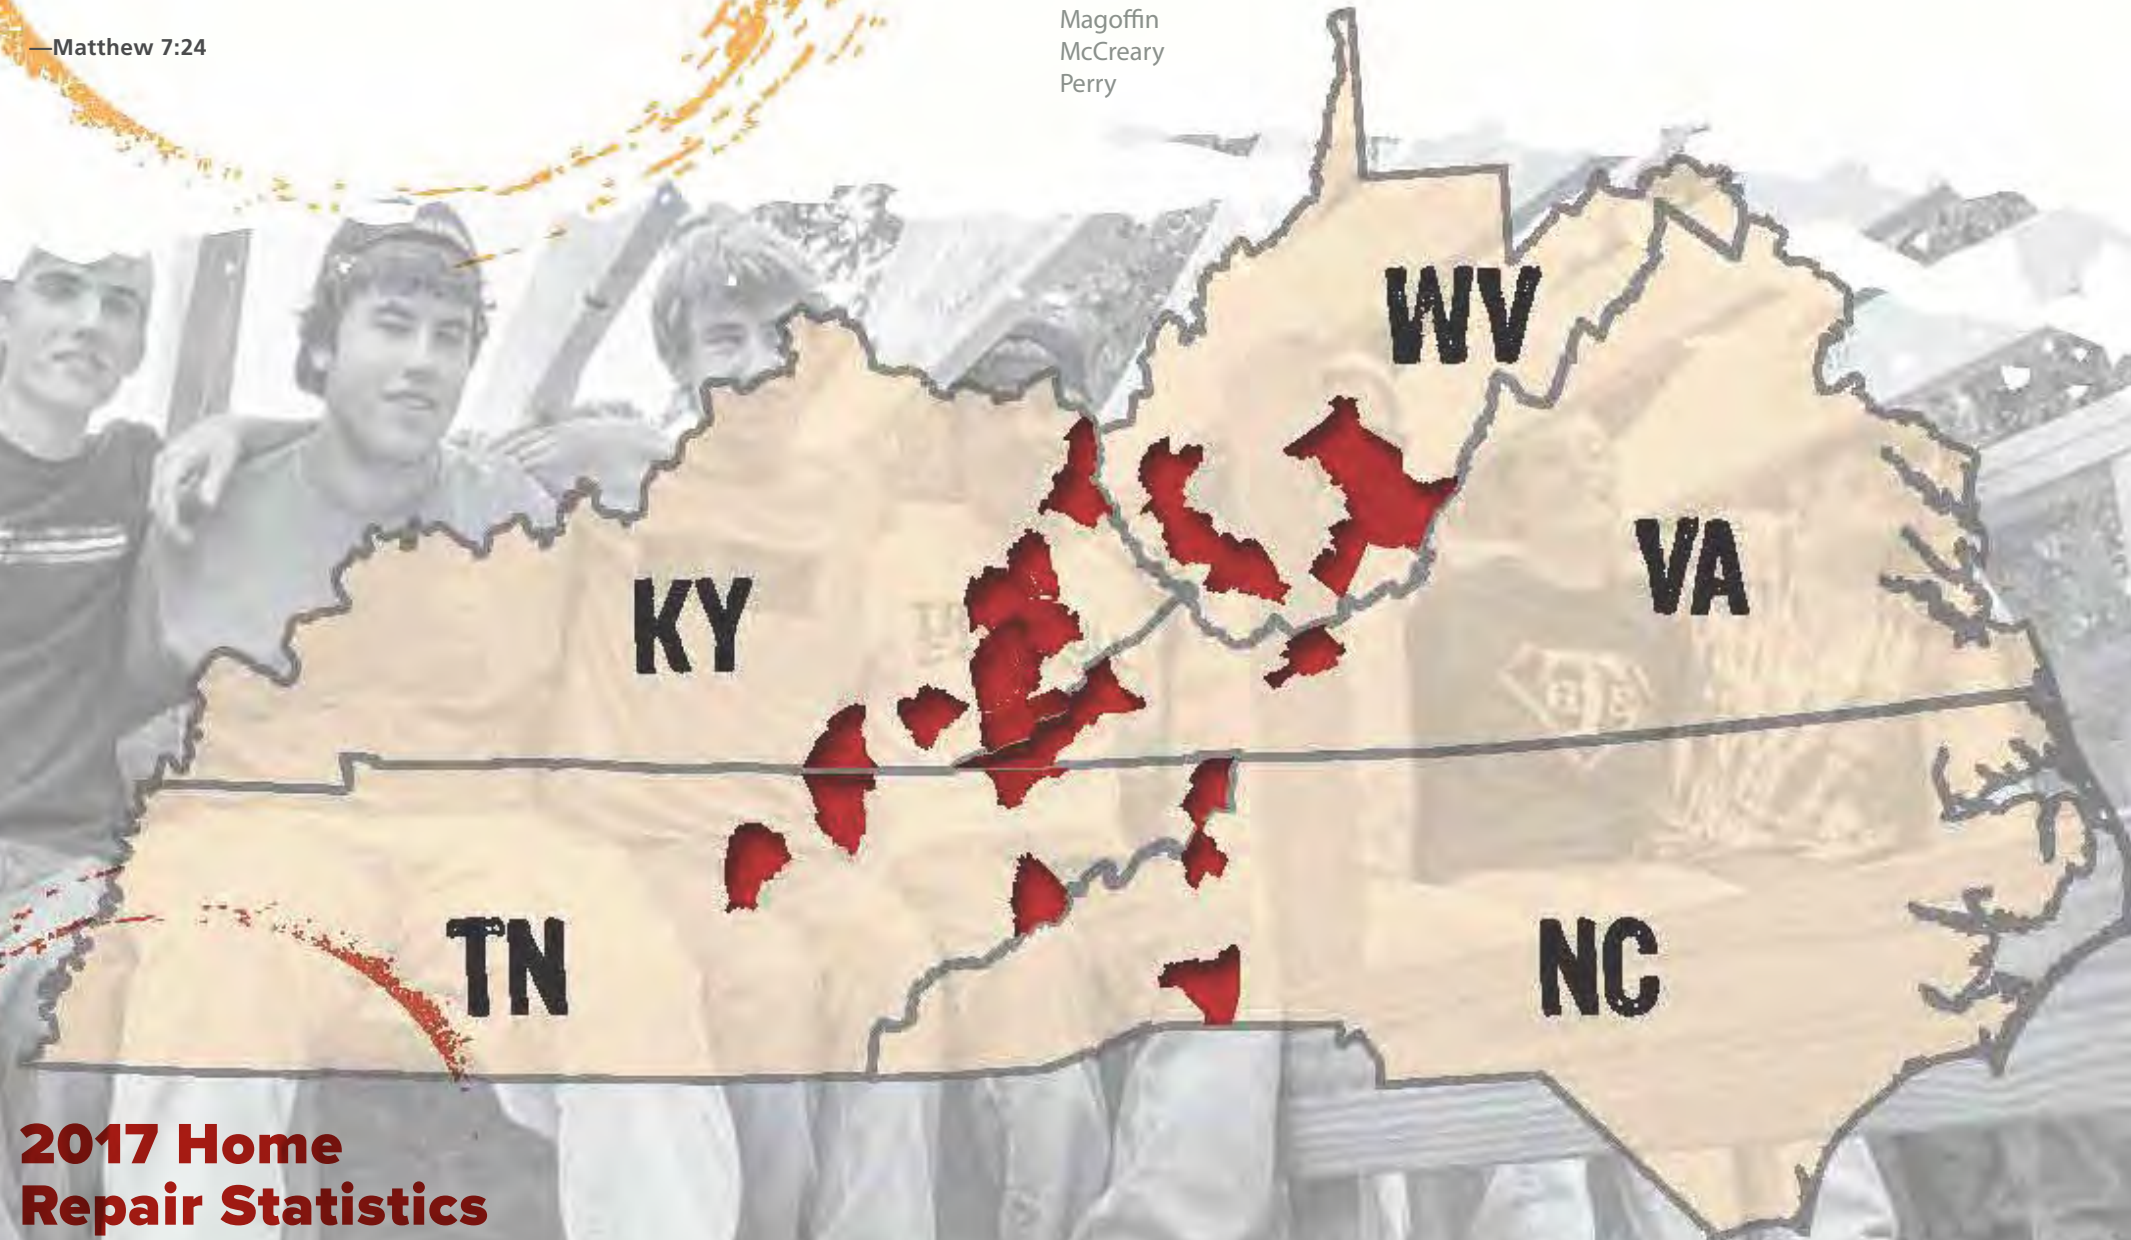 —Matthew 7:24
Magoffin
McCreary
Perry
WV
KY
VA
TN
NC
2017 Home
Repair Statistics